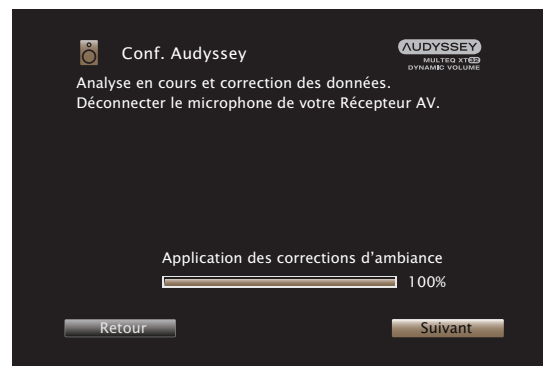 Conf. Audyssey
AUDYSSEY
MULTEQ XT32
DYNAMIC VOLUME
Analyse en cours et correction des données.
Déconnecter le microphone de votre Récepteur AV.
Application des corrections d’ambiance
100%
Retour
Suivant